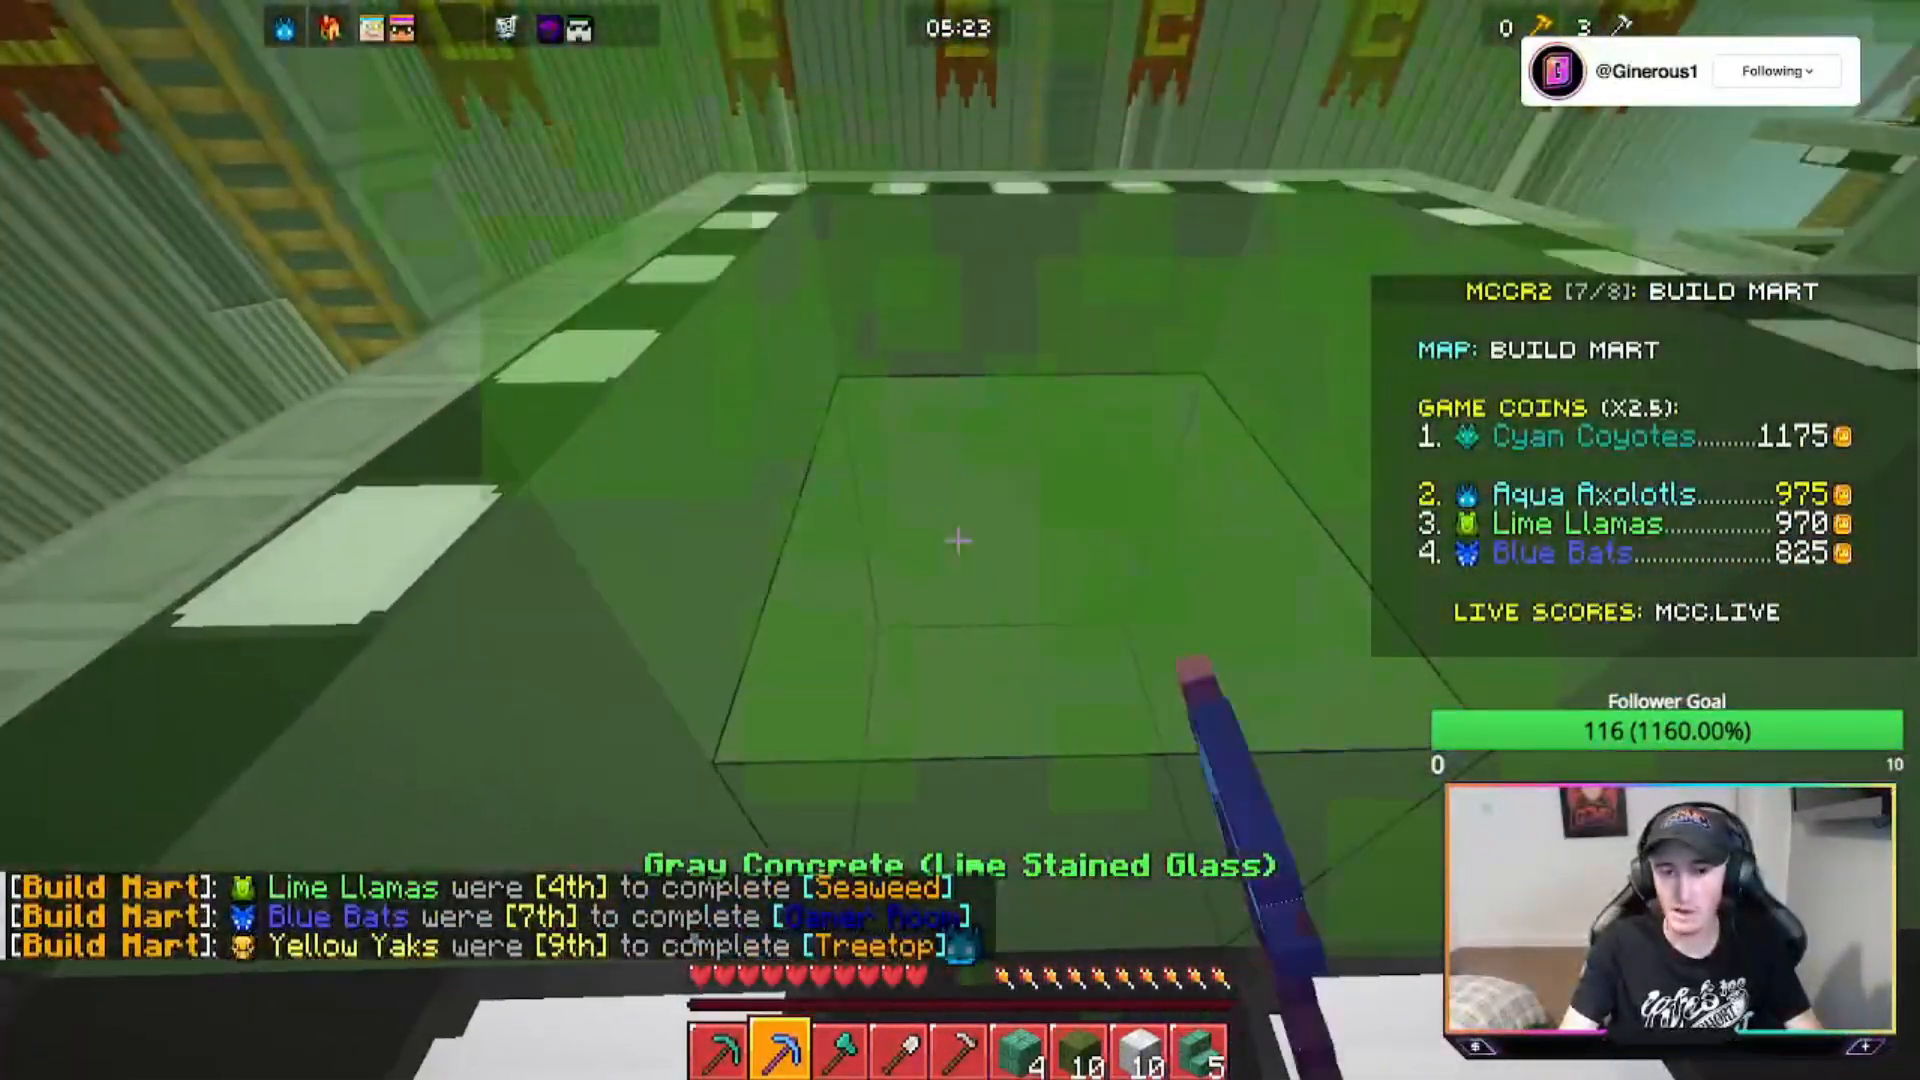 05:23
0 3
@Ginerous1 Following
MCCR2 [7/8]: BUILD MART
MAP: BUILD MART
GAME COINS (X2.5):
1. Cyan Coyotes.........1175
2. Aqua Axolotls............975
3. Lime Llamas...............970
4. Blue Bats...................825
LIVE SCORES: MCC.LIVE
Follower Goal
116 (1160.00%)
0 10
Gray Concrete (Lime Stained Glass)
[Build Mart]: Lime Llamas were [4th] to complete [Seaweed]
[Build Mart]: Blue Bats were [7th] to complete [Gamer Room]
[Build Mart]: Yellow Yaks were [9th] to complete [Treetop]
4 10 10 5